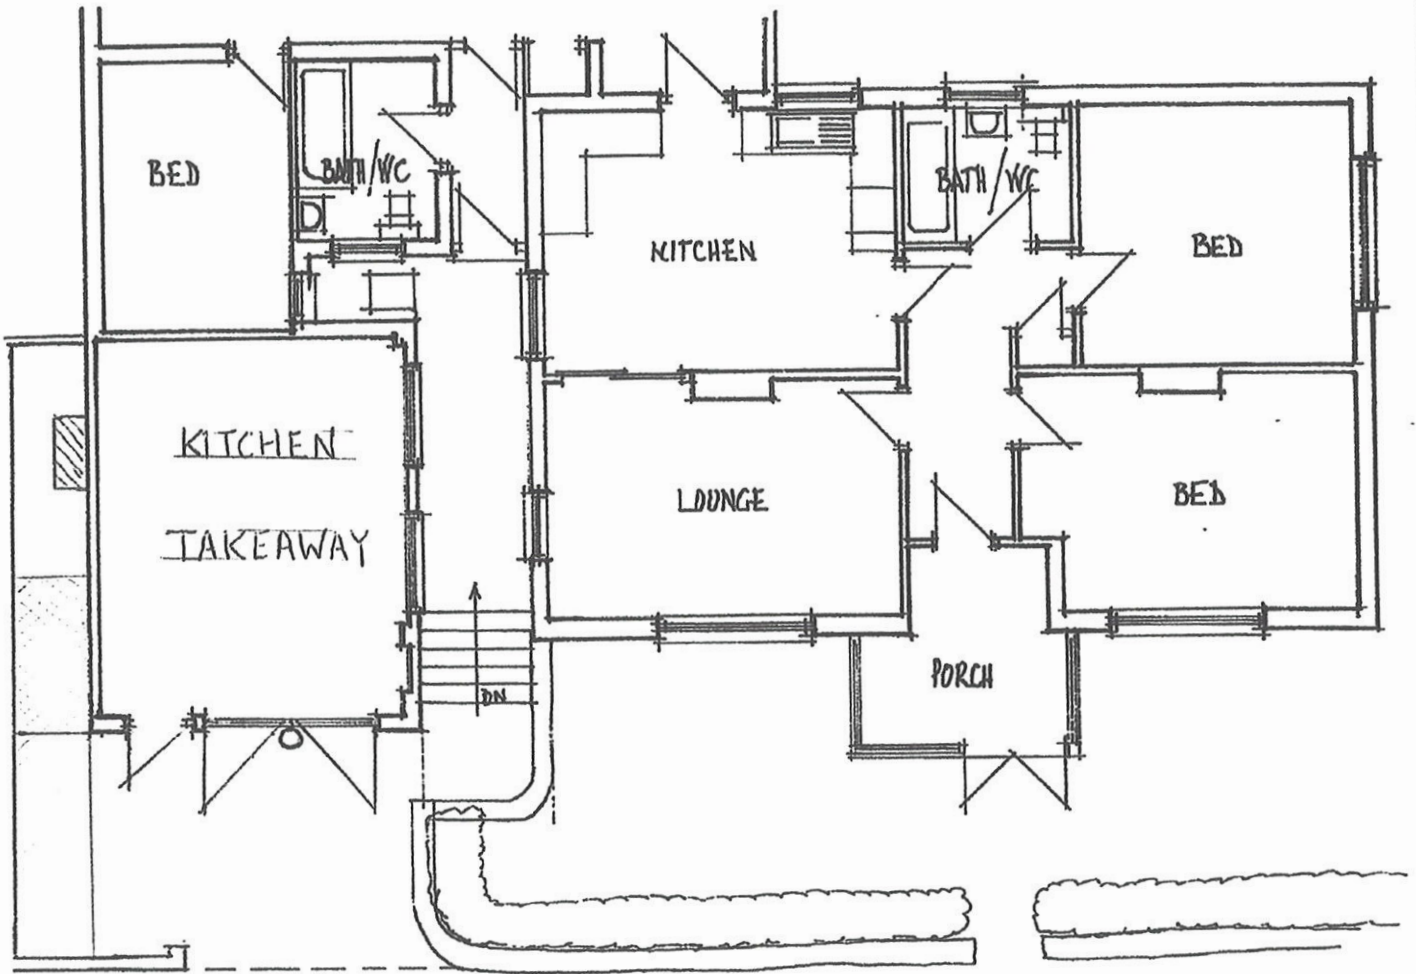 BED
BATH/WC
KITCHEN
BATH/WC
BED
KITCHEN
TAKEAWAY
LOUNGE
BED
DN
PORCH